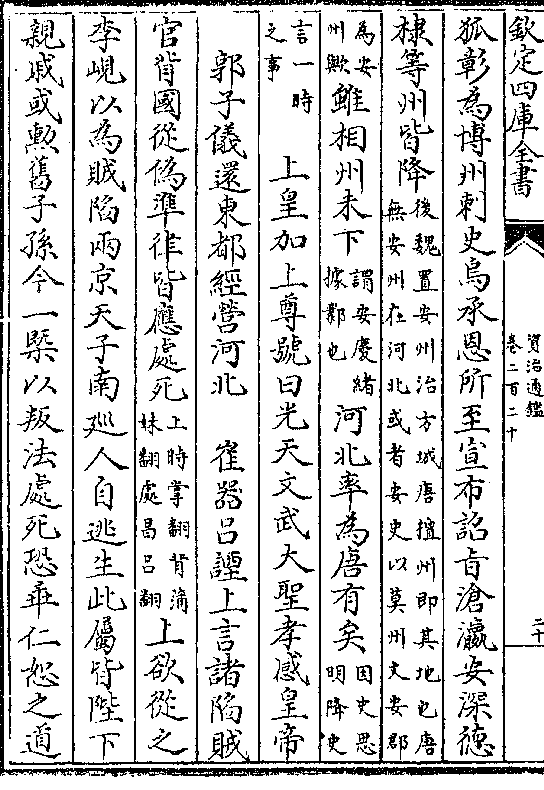 欽定四庫全書
資治通鑑
卷二百二十
二十
狐彰為博州刺史烏承恩所至宣布詔㫖滄瀛安深德
棣等州皆降後魏置安州治方城唐擅州即其地也唐
無安州在河北或者安史以莫州文安郡
為安
州歟雖相州未下謂安慶緒
據鄴也河北率為唐有矣因史思
明降史
言一時
之事　上皇加上尊號曰光天文武大聖孝感皇帝
郭子儀還東都經營河北　崔器吕諲上言諸陷賊
官背國從偽準律皆應處死上時掌翻背蒲
妹翻處昌吕翻上欲從之
李峴以為賊陷兩京天子南廵人自逃生此屬皆陛下
親戚或勲舊子孫今一槩以叛法處死恐乖仁恕之道